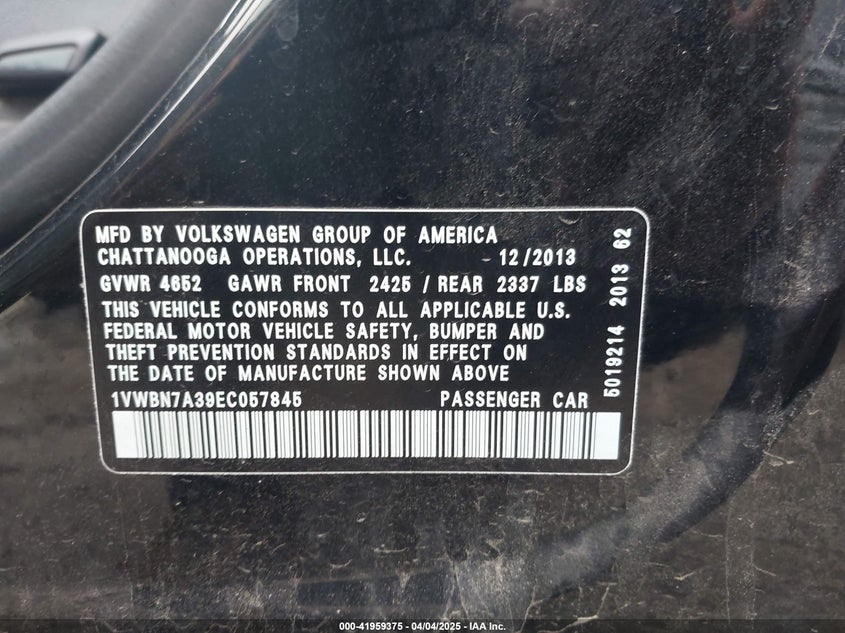 MFD BY VOLKSWAGEN GROUP OF AMERICA
CHATTANOOGA OPERATIONS, LLC. 12/2013
GVWR 4652 GAWR FRONT 2425 / REAR 2337 LBS
THIS VEHICLE CONFORMS TO ALL APPLICABLE U.S.
FEDERAL MOTOR VEHICLE SAFETY, BUMPER AND
THEFT PREVENTION STANDARDS IN EFFECT ON
THE DATE OF MANUFACTURE SHOWN ABOVE
1VWBN7A39EC057845 PASSENGER CAR
5019214 2013 62
000-41959375 - 04/04/2025 - IAA Inc.